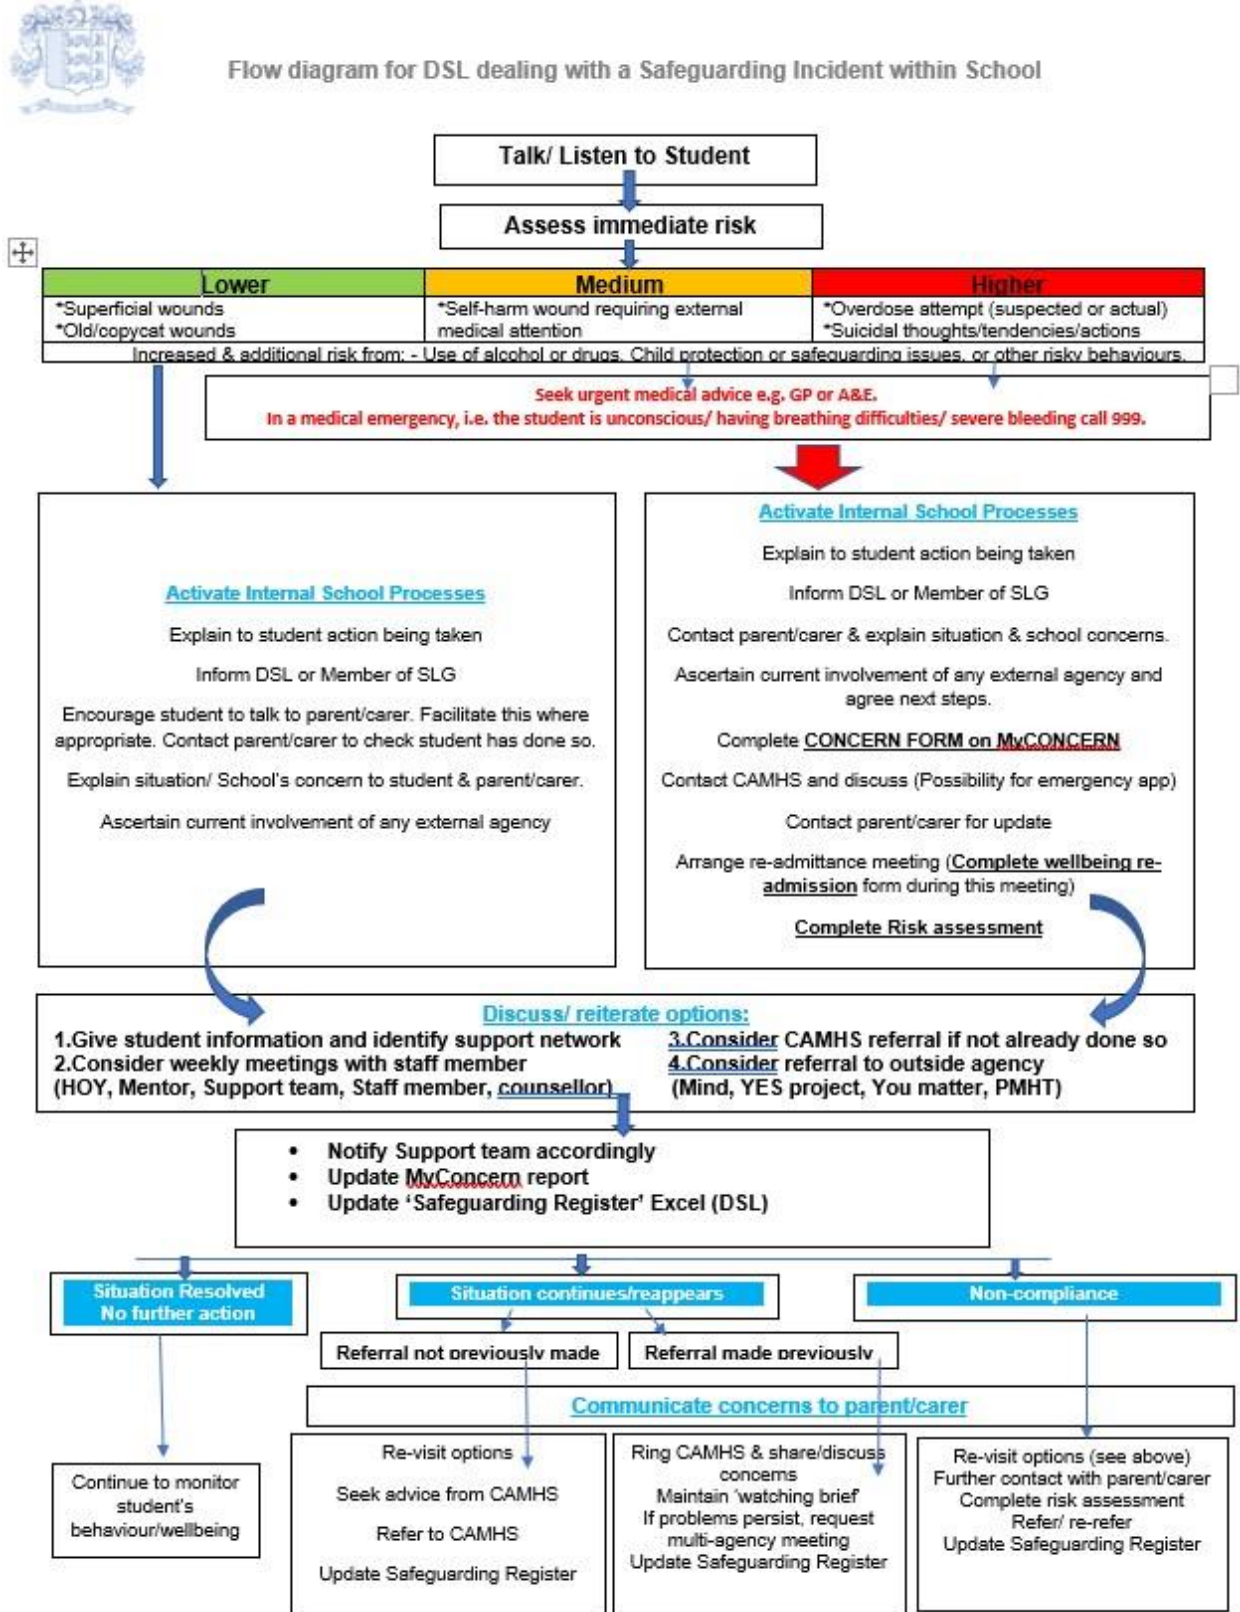 Flow diagram for DSL dealing with a Safeguarding Incident within School
Talk/ Listen to Student
Assess immediate risk
Lower
*Superficial wounds
*Old/copycat wounds
Medium
*Self-harm wound requiring external
medical attention
Higher
*Overdose attempt (suspected or actual)
*Suicidal thoughts/tendencies/actions
Increased & additional risk from: - Use of alcohol or drugs, Child protection or safeguarding issues, or other risky behaviours.
Seek urgent medical advice e.g. GP or A&E.
In a medical emergency, i.e. the student is unconscious/ having breathing difficulties/ severe bleeding call 999.
Activate Internal School Processes
Explain to student action being taken
Inform DSL or Member of SLG
Encourage student to talk to parent/carer. Facilitate this where
appropriate. Contact parent/carer to check student has done so.
Explain situation/ School's concern to student & parent/carer.
Ascertain current involvement of any external agency
Activate Internal School Processes
Explain to student action being taken
Inform DSL or Member of SLG
Contact parent/carer & explain situation & school concerns.
Ascertain current involvement of any external agency and
agree next steps.
Complete CONCERN FORM on MyCONCERN
Contact CAMHS and discuss (Possibility for emergency app)
Contact parent/carer for update
Arrange re-admittance meeting (Complete wellbeing re-
admission form during this meeting)
Complete Risk assessment
Discuss/ reiterate options:
1.Give student information and identify support network
2.Consider weekly meetings with staff member
(HOY, Mentor, Support team, Staff member, counsellor)
3.Consider CAMHS referral if not already done so
4.Consider referral to outside agency
(Mind, YES project, You matter, PMHT)
• Notify Support team accordingly
• Update MyConcern report
• Update ‘Safeguarding Register’ Excel (DSL)
Situation Resolved
No further action
Situation continues/reappears
Non-compliance
Referral not previously made
Referral made previously
Communicate concerns to parent/carer
Continue to monitor
student's
behaviour/wellbeing
Re-visit options
Seek advice from CAMHS
Refer to CAMHS
Update Safeguarding Register
Ring CAMHS & share/discuss
concerns
Maintain ‘watching brief’
If problems persist, request
multi-agency meeting
Update Safeguarding Register
Re-visit options (see above)
Further contact with parent/carer
Complete risk assessment
Refer/ re-refer
Update Safeguarding Register